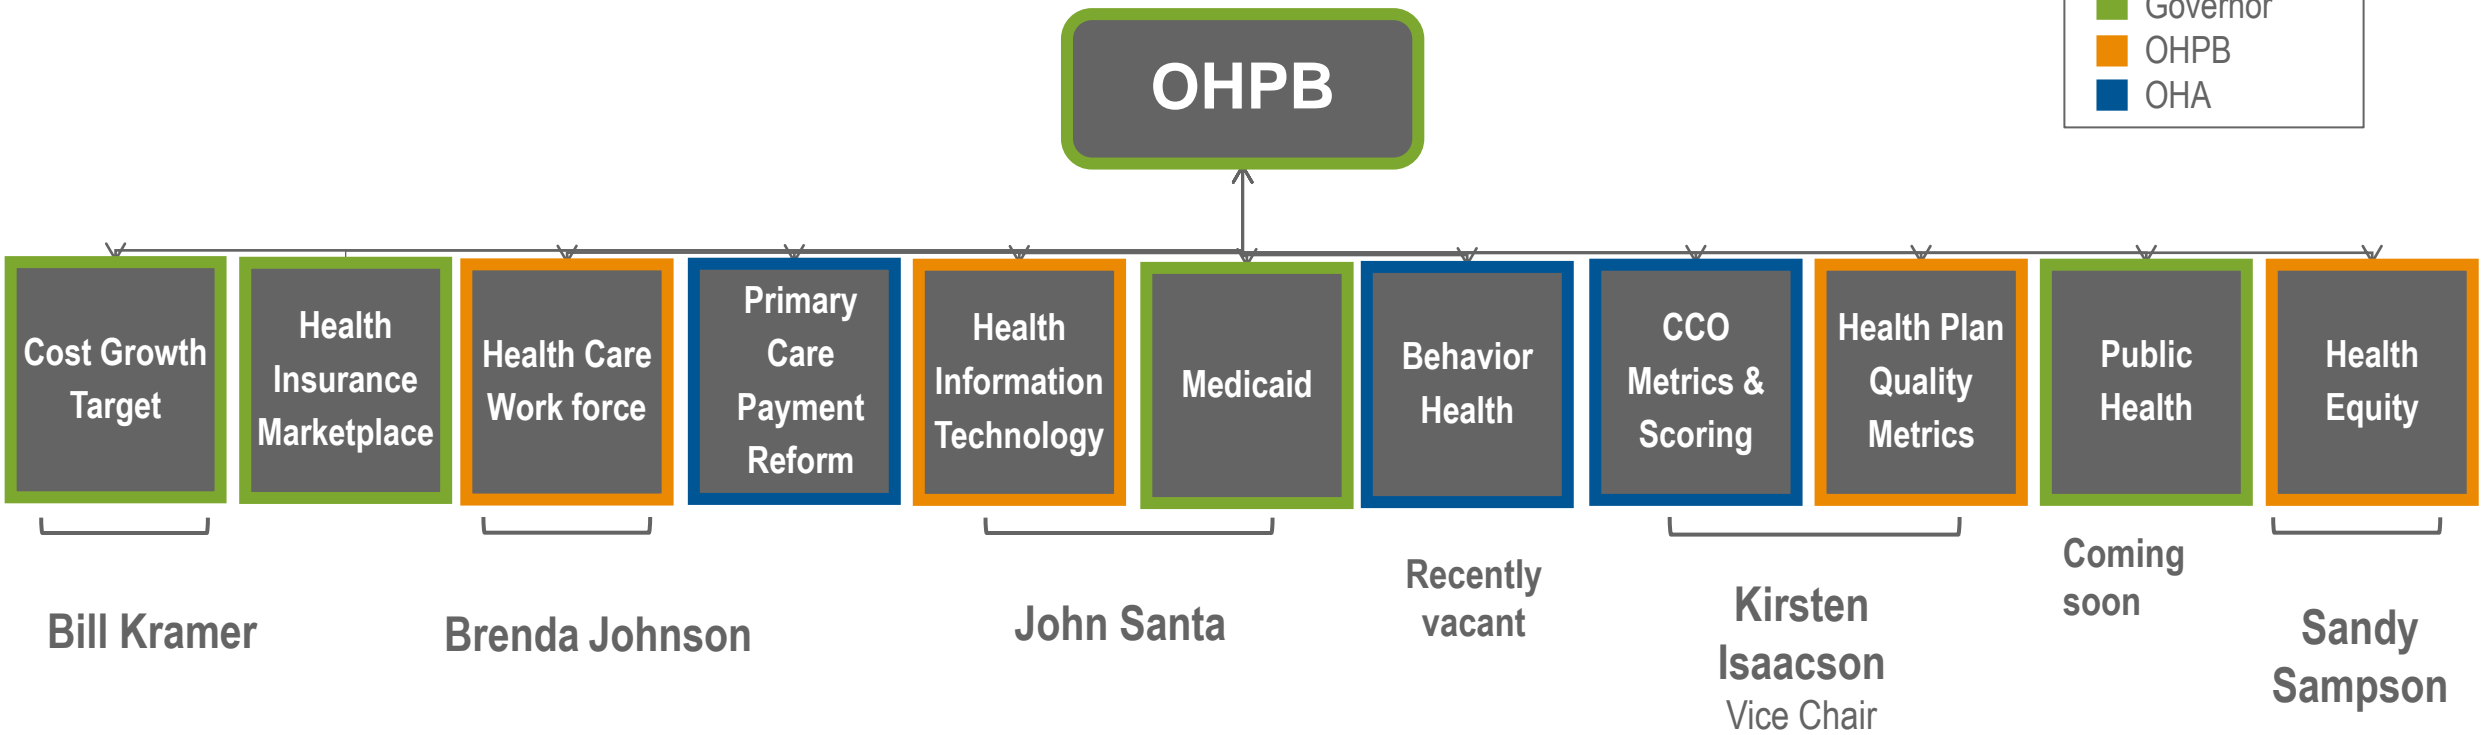 Governor
OHPB
OHA
OHPB
Cost Growth
Target
Health
Insurance
Marketplace
Health Care
Work force
Primary
Care
Payment
Reform
Health
Information
Technology
Medicaid
Behavior
Health
CCO
Metrics &
Scoring
Health Plan
Quality
Metrics
Public
Health
Health
Equity
Bill Kramer
Brenda Johnson
John Santa
Recently
vacant
Kirsten
Isaacson
Vice Chair
Coming
soon
Sandy
Sampson